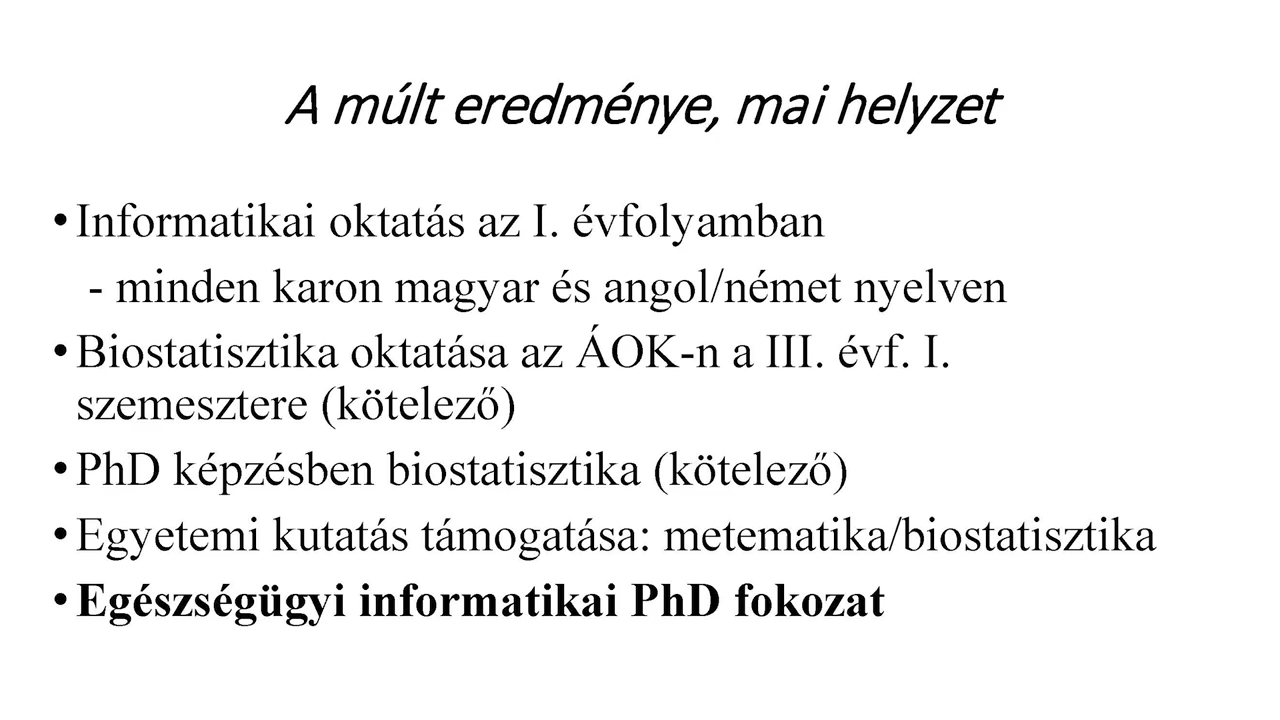 A múlt eredménye, mai helyzet
• Informatikai oktatás az I. évfolyamban
- minden karon magyar és angol/német nyelven
• Biostatisztika oktatása az ÁOK-n a III. évf. I.
szemesztere (kötelező)
• PhD képzésben biostatisztika (kötelező)
• Egyetemi kutatás támogatása: metematika/biostatisztika
• Egészségügyi informatikai PhD fokozat